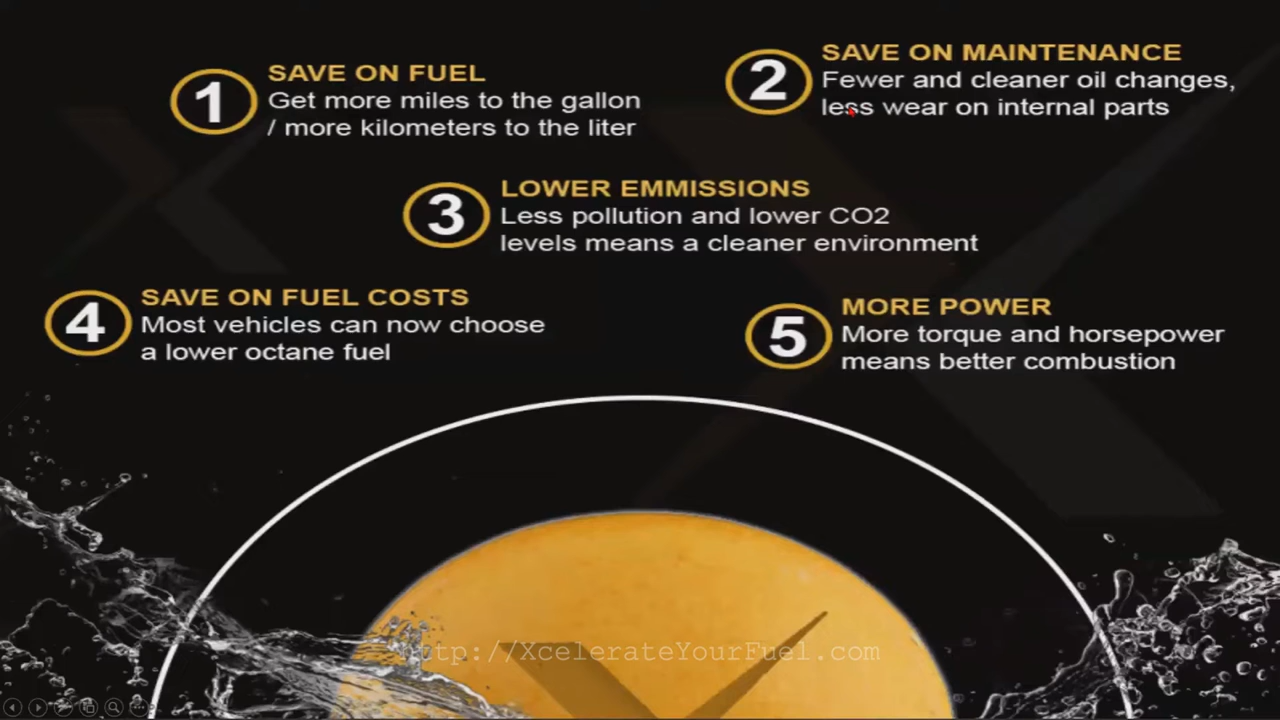 1
SAVE ON FUEL
Get more miles to the gallon
/ more kilometers to the liter
2
SAVE ON MAINTENANCE
Fewer and cleaner oil changes,
less wear on internal parts
3
LOWER EMMISSIONS
Less pollution and lower CO2
levels means a cleaner environment
4
SAVE ON FUEL COSTS
Most vehicles can now choose
a lower octane fuel
5
MORE POWER
More torque and horsepower
means better combustion
http://XcelerateYourFuel.com